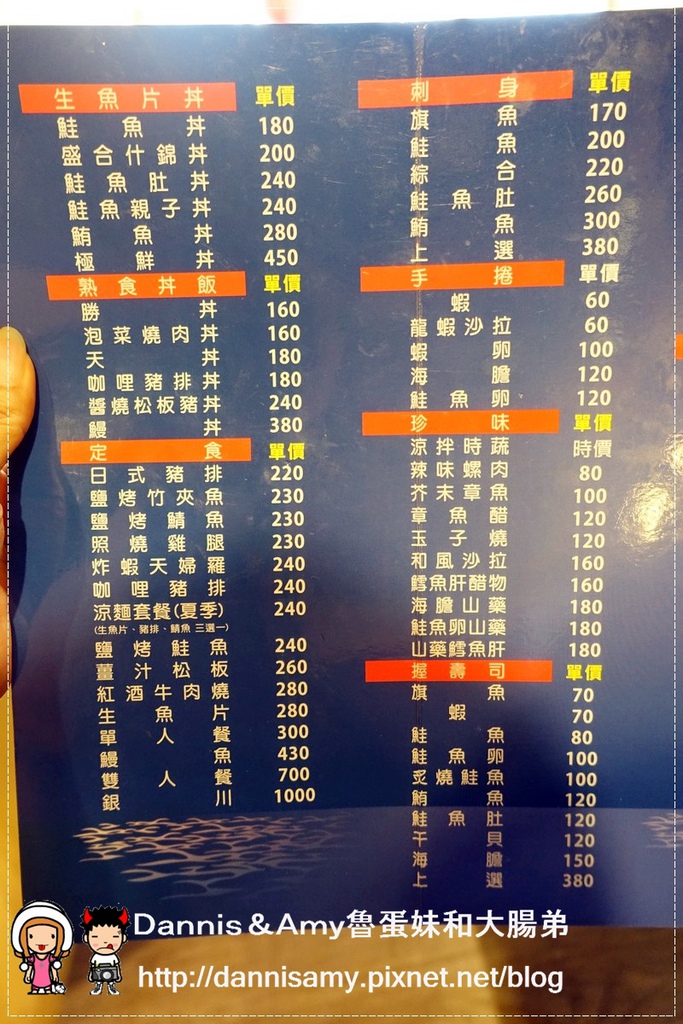 生魚片丼 單價
鮭魚丼 180
盛合什錦丼 200
鮭魚肚丼 240
鮭魚親子丼 240
鮪魚丼 280
極鮮丼 450
熟食丼飯 單價
勝丼 160
泡菜燒肉丼 160
天丼 180
咖哩豬排丼 180
醬燒松板豬丼 240
鰻丼 380
定食 單價
日式豬排 220
鹽烤竹夾魚 230
鹽烤鯖魚 230
照燒雞腿 230
炸蝦天婦羅 240
咖哩豬排 240
涼麵套餐(夏季) 240
(生魚片、豬排、鯖魚 三選一)
鹽烤鮭魚 240
薑汁松板 260
紅酒牛肉燒 280
生魚片 280
單人餐 300
鰻魚 430
雙人餐 700
銀川 1000
刺身 單價
旗魚 170
鮭魚 200
綜合 220
鮭魚肚 260
鮪魚 300
上選 380
手捲 單價
蝦 60
龍蝦沙拉 60
蝦卵 100
海膽 120
鮭魚卵 120
珍味 單價
涼拌時蔬 時價
辣味螺肉 80
芥末章魚 100
章魚醋 120
玉子燒 120
和風沙拉 160
鱈魚肝醋物 160
海膽山藥 180
鮭魚卵山藥 180
山藥鱈魚肝 180
握壽司 單價
旗魚 70
蝦 70
鮭魚 80
鮭魚卵 100
炙燒鮭魚 100
鮪魚 120
鮭魚肚 120
干貝 120
海膽 150
上選 380
Dannis&Amy魯蛋妹和大腸弟
http://dannisamy.pixnet.net/blog